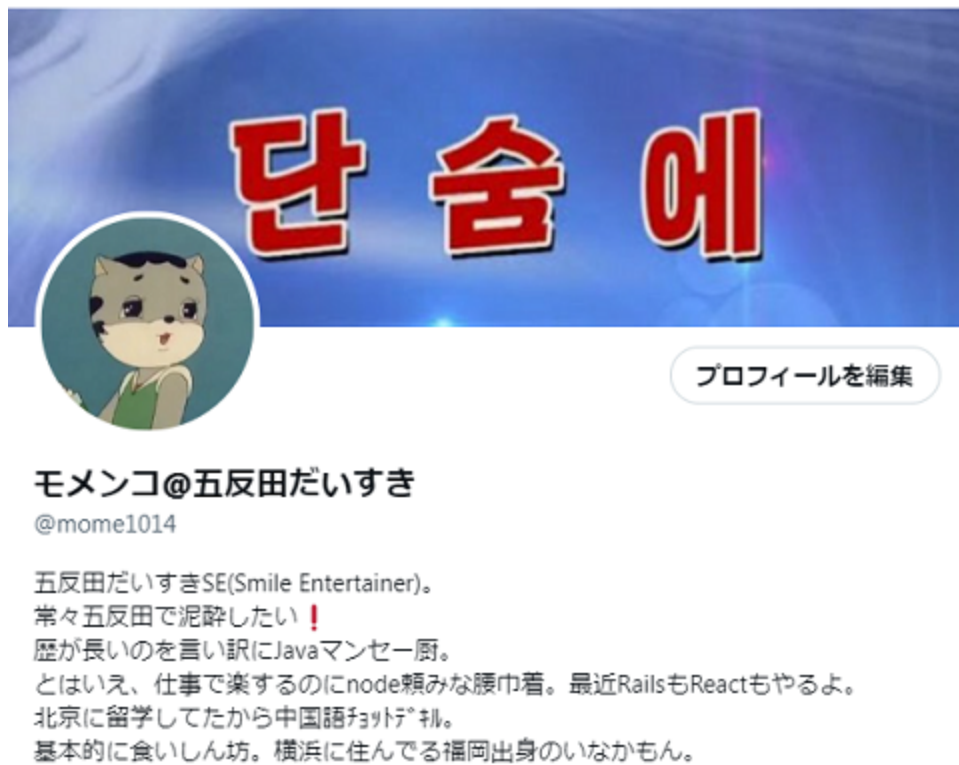 단숨에
プロフィールを編集
モメンコ@五反田だいすき
@mome1014
五反田だいすきSE(Smile Entertainer)。
常々五反田で泥酔したい❗
歴が長いのを言い訳にJavaマンセー厨。
とはいえ、仕事で楽するのにnode頼みな腰巾着。最近RailsもReactもやるよ。
北京に留学してたから中国語ﾁｮｯﾄﾃﾞｷﾙ。
基本的に食いしん坊。横浜に住んでる福岡出身のいなかもん。